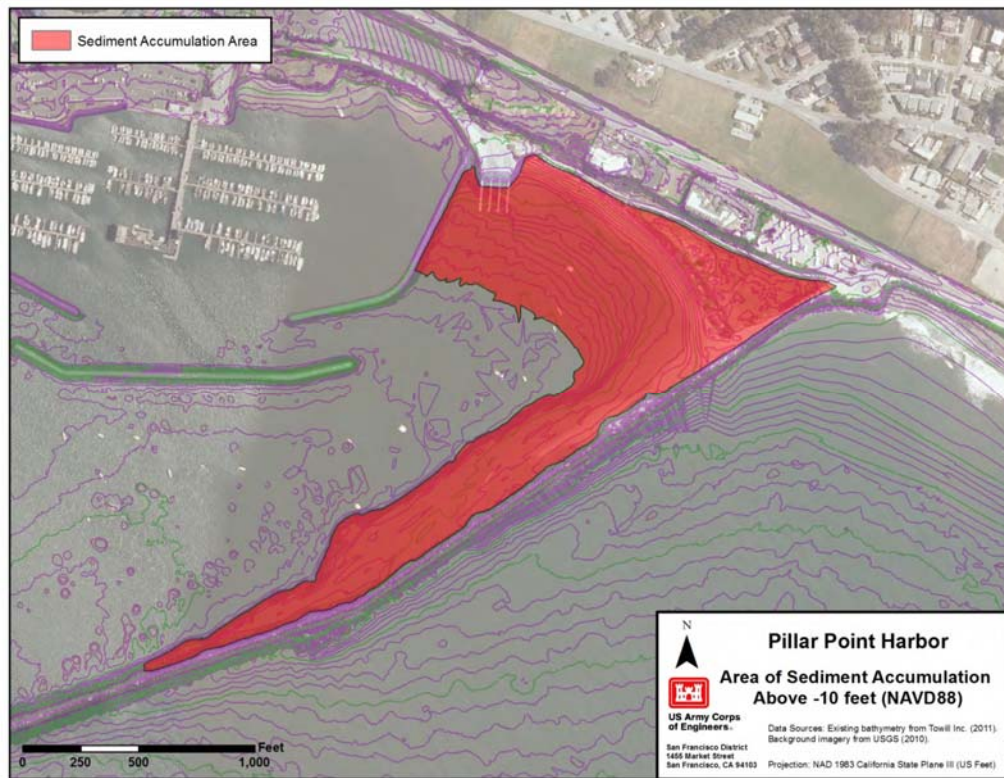 Sediment Accumulation Area
N
Pillar Point Harbor
Area of Sediment Accumulation
Above -10 feet (NAVD88)
US Army Corps
of Engineers.
San Francisco District
1455 Market Street
San Francisco, CA 94103
Data Sources: Existing bathymetry from Towill Inc. (2011).
Background imagery from USGS (2010).
Projection: NAD 1983 California State Plane III (US Feet)
Feet
0 250 500 1,000